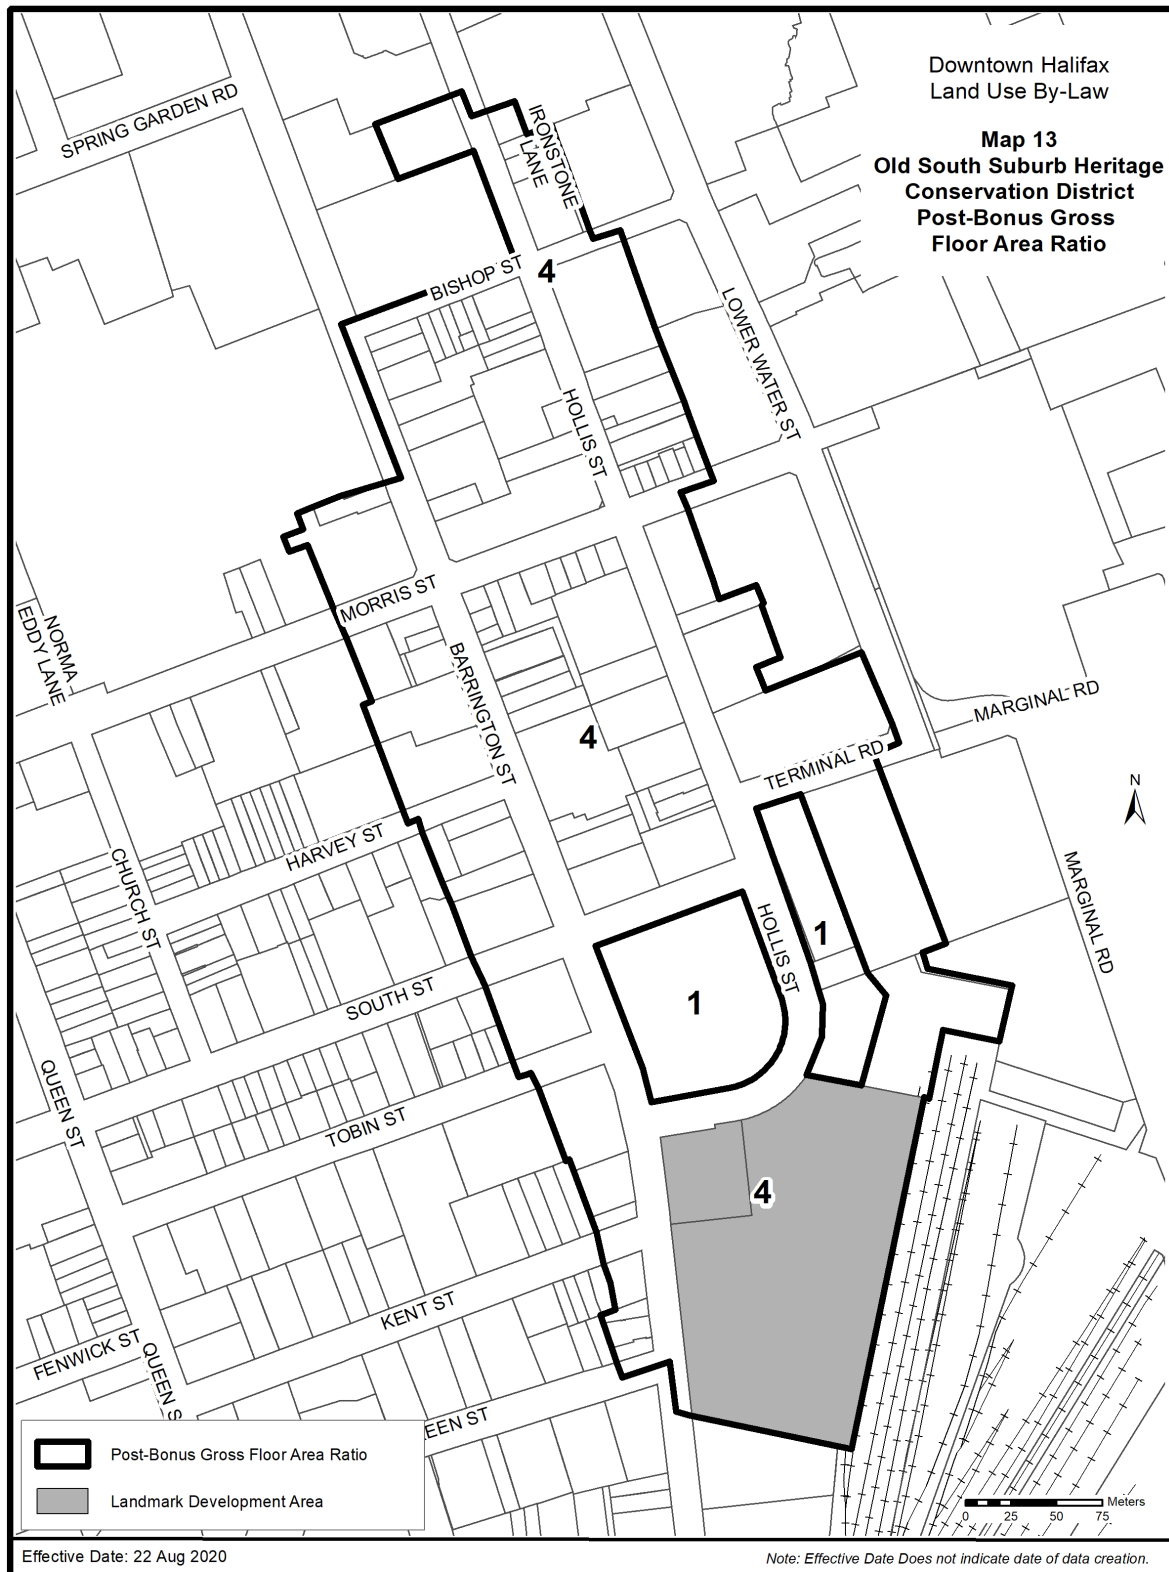 Downtown Halifax
Land Use By-Law
Map 13
Old South Suburb Heritage
Conservation District
Post-Bonus Gross
Floor Area Ratio
SPRING GARDEN RD
IRONSTONE
LANE
BISHOP ST
4
LOWER WATER ST
HOLLIS ST
MORRIS ST
NORMA
EDDY LANE
BARRINGTON ST
MARGINAL RD
4
TERMINAL RD
N
HARVEY ST
CHURCH ST
MARGINAL RD
HOLLIS ST
1
1
SOUTH ST
QUEEN ST
TOBIN ST
4
KENT ST
FENWICK ST
QUEEN S
EEN ST
Post-Bonus Gross Floor Area Ratio
Landmark Development Area
Meters
0 25 50 75
Effective Date: 22 Aug 2020
Note: Effective Date Does not indicate date of data creation.